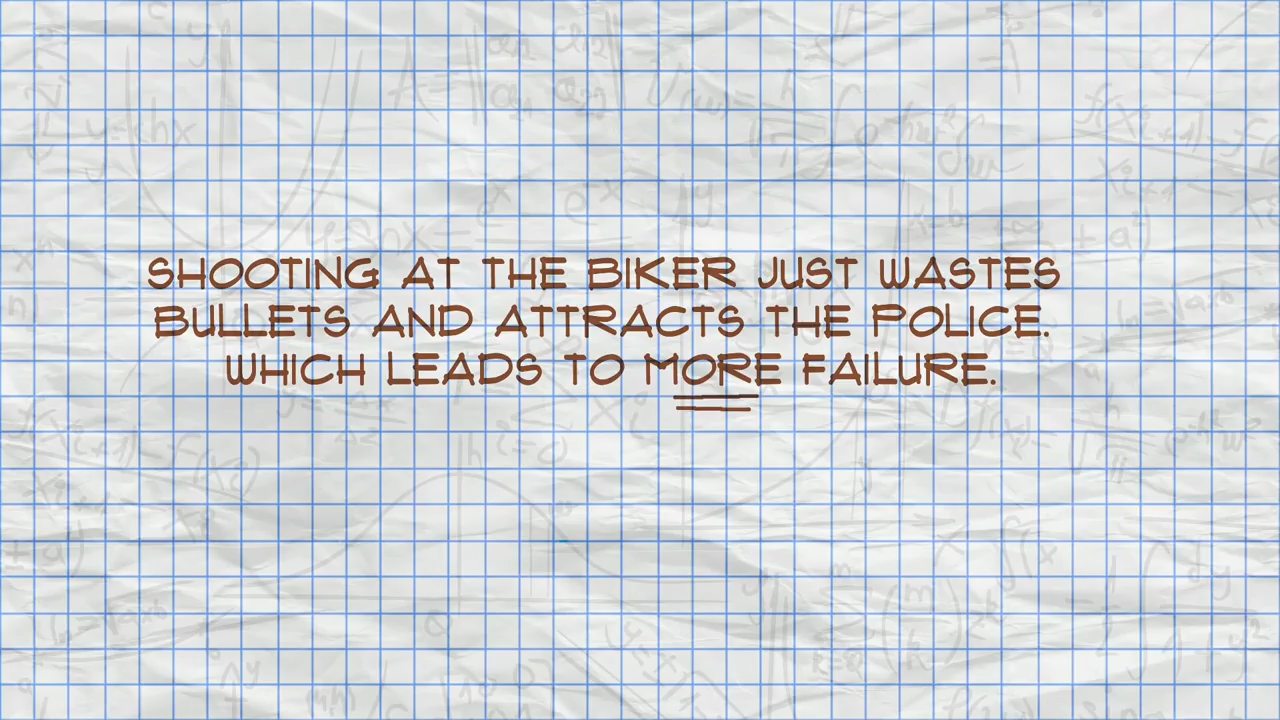 SHOOTING AT THE BIKER JUST WASTES
BULLETS AND ATTRACTS THE POLICE.
WHICH LEADS TO MORE FAILURE.